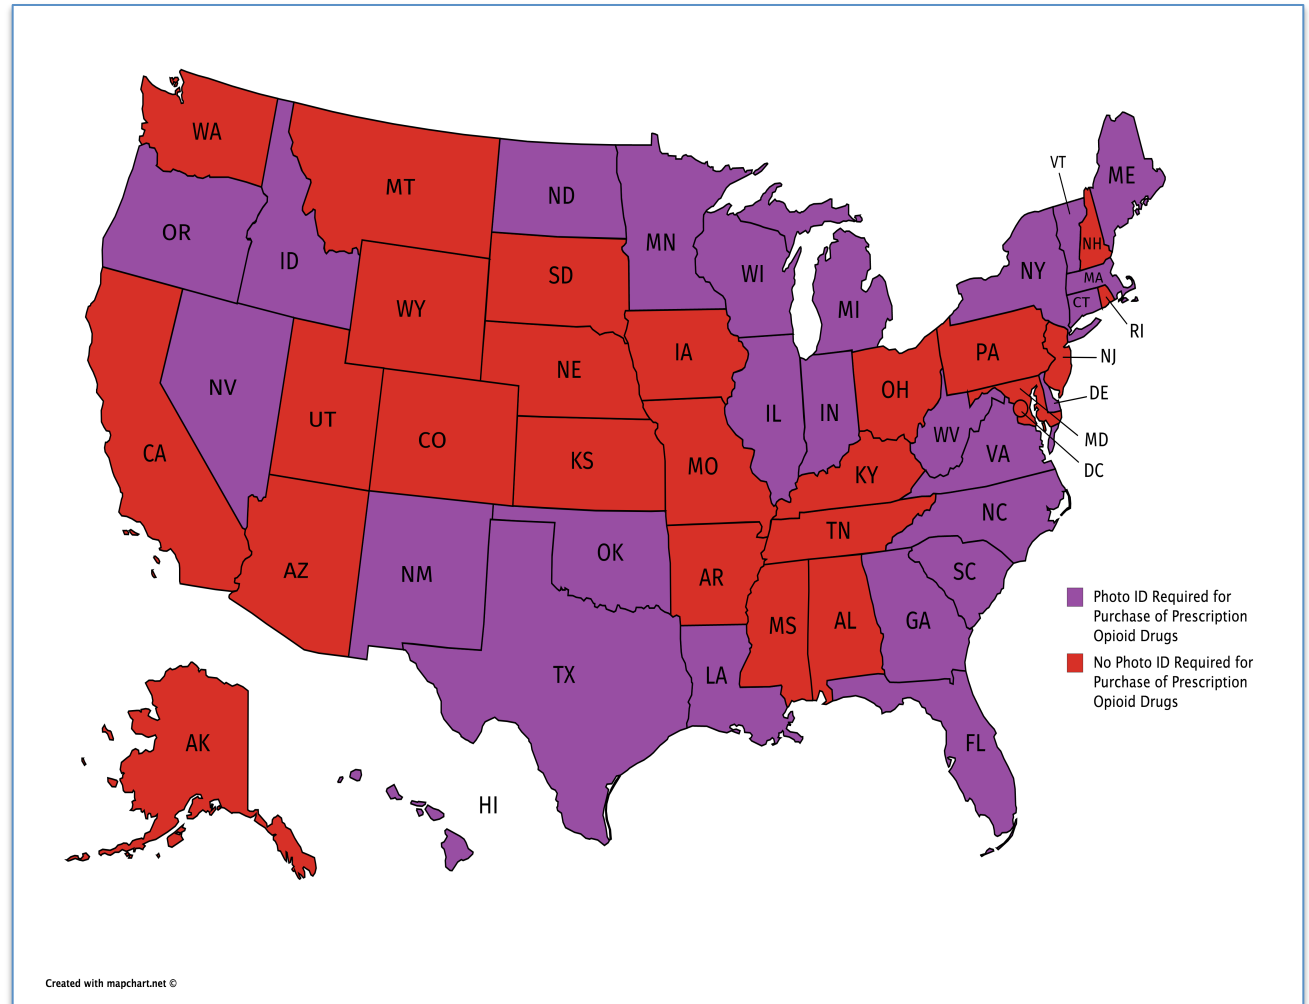 WA
MT
ND
MN
VT
ME
OR
ID
SD
WI
NY
NH
MA
CT
RI
WY
MI
IA
PA
NJ
NE
NV
UT
CO
IL
IN
OH
DE
MD
DC
CA
KS
MO
WV
VA
KY
NC
TN
AZ
NM
OK
AR
SC
MS
AL
GA
TX
LA
FL
AK
HI
Photo ID Required for
Purchase of Prescription
Opioid Drugs
No Photo ID Required for
Purchase of Prescription
Opioid Drugs
Created with mapchart.net ©